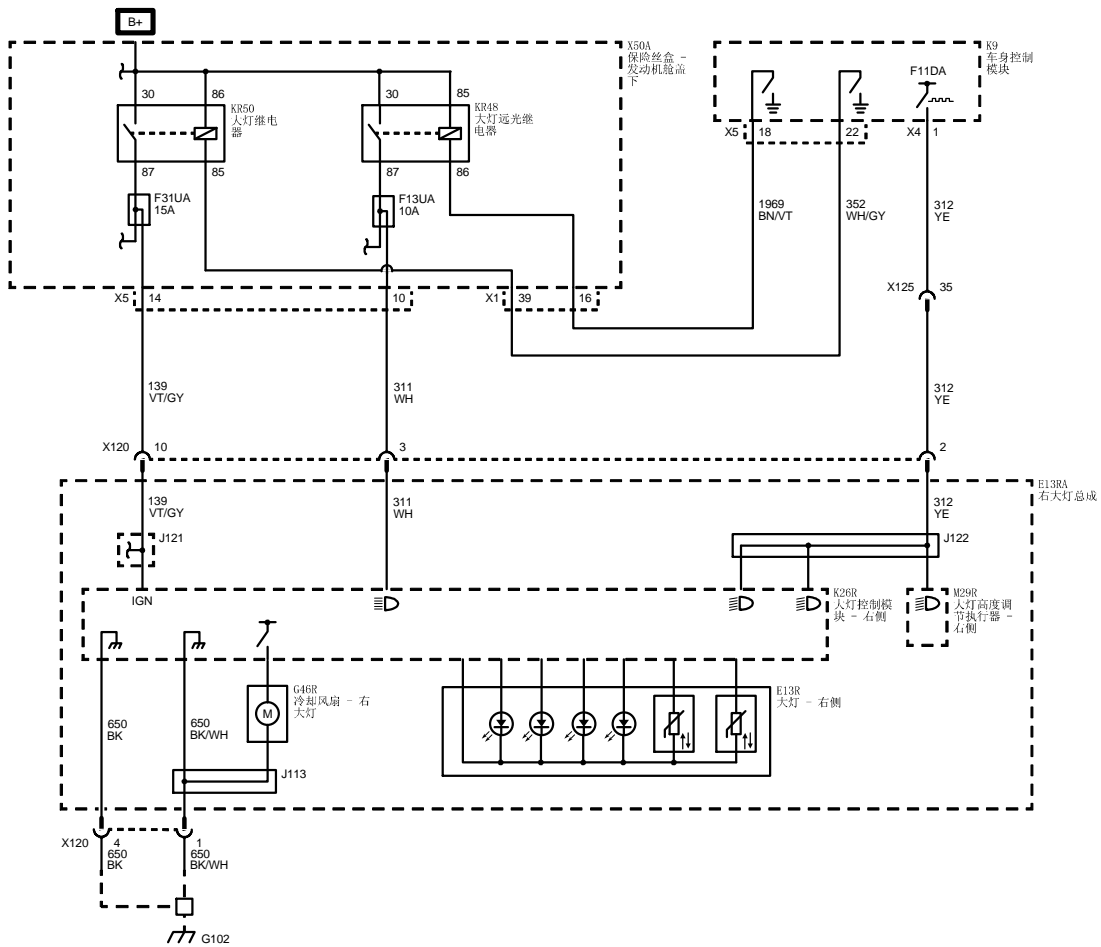 B+
X50A
保险丝盒 -
发动机舱盖
下
K9
车身控制
模块
F11DA
30
86
30
85
KR50
大灯继电
器
KR48
大灯远光继
电器
87
85
87
86
X5
18
22
X4
1
F31UA
15A
F13UA
10A
1969
BN/VT
352
WH/GY
312
YE
X5
14
10
X1
39
16
X125
35
139
VT/GY
311
WH
312
YE
X120
10
3
2
E13RA
右大灯总成
139
VT/GY
311
WH
312
YE
J121
J122
IGN
K26R
大灯控制模
块 - 右侧
M29R
大灯高度调
节执行器 -
右侧
G46R
冷却风扇 - 右
大灯
M
E13R
大灯 - 右侧
650
BK
650
BK/WH
J113
X120
4
1
650
BK
650
BK/WH
G102